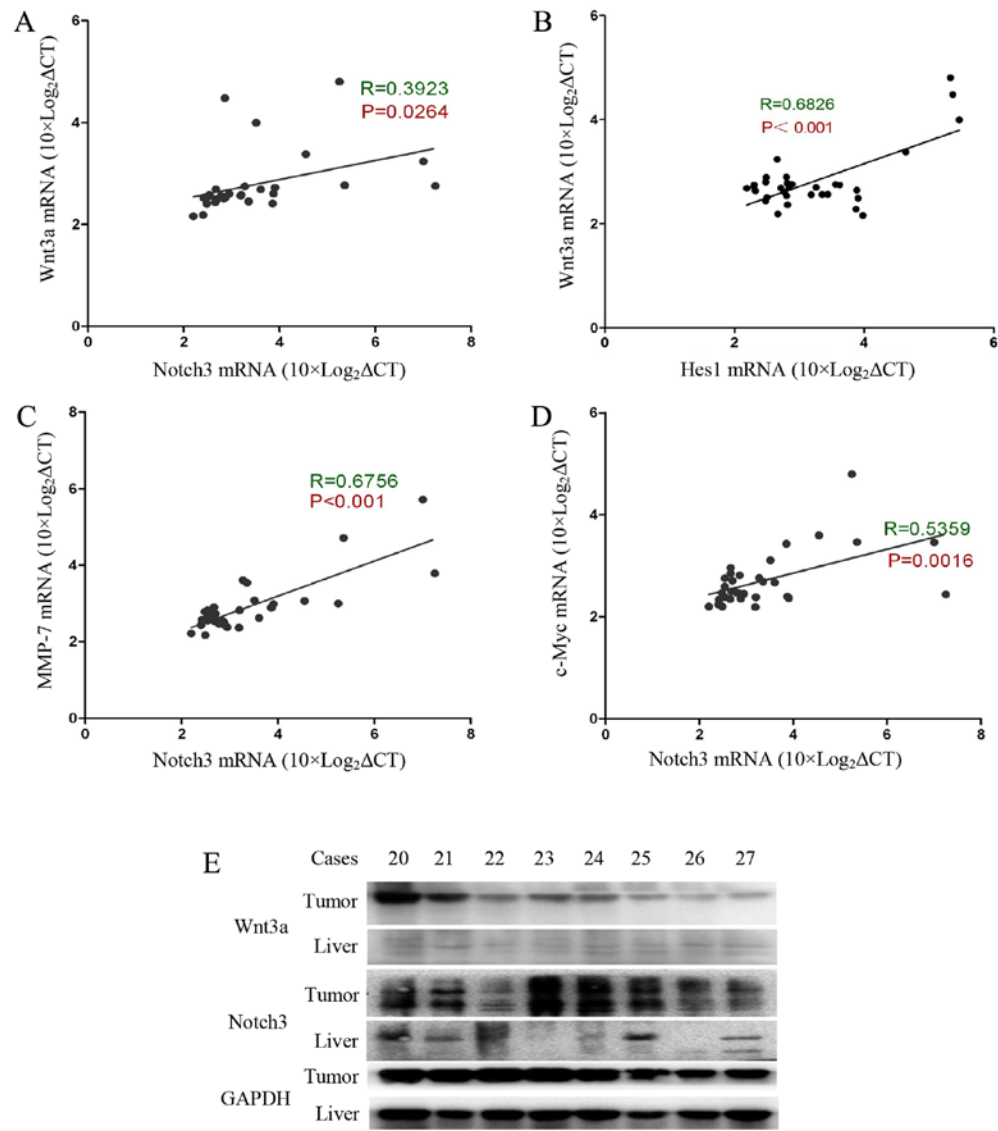 A
6
4
2
0
0 2 4 6 8
Wnt3a mRNA (10×Log₂ΔCT)
R=0.3923
P=0.0264
Notch3 mRNA (10×Log₂ΔCT)
B
6
4
2
0
0 2 4 6
Wnt3a mRNA (10×Log₂ΔCT)
R=0.6826
P< 0.001
Hes1 mRNA (10×Log₂ΔCT)
C
8
6
4
2
0
0 2 4 6 8
MMP-7 mRNA (10×Log₂ΔCT)
R=0.6756
P<0.001
Notch3 mRNA (10×Log₂ΔCT)
D
6
4
2
0
0 2 4 6 8
c-Myc mRNA (10×Log₂ΔCT)
R=0.5359
P=0.0016
Notch3 mRNA (10×Log₂ΔCT)
E
Cases 20 21 22 23 24 25 26 27
Wnt3a
Tumor
Liver
Notch3
Tumor
Liver
GAPDH
Tumor
Liver